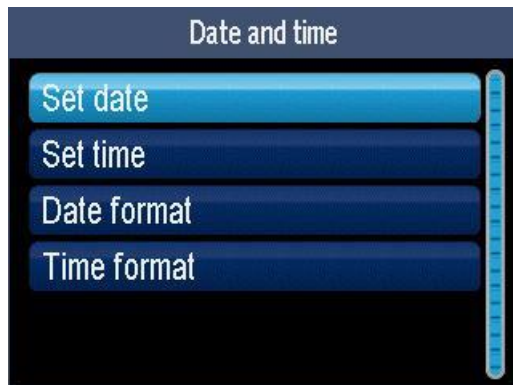 Date and time
Set date
Set time
Date format
Time format